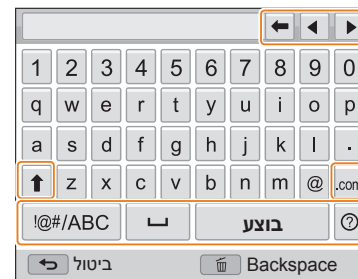 1 2 3 4 5 6 7 8 9 0
q w e r t y u i o p
a s d f g h j k l .
z x c v b n m @ .com
!@#/ABC בוצע ?
ביטול Backspace